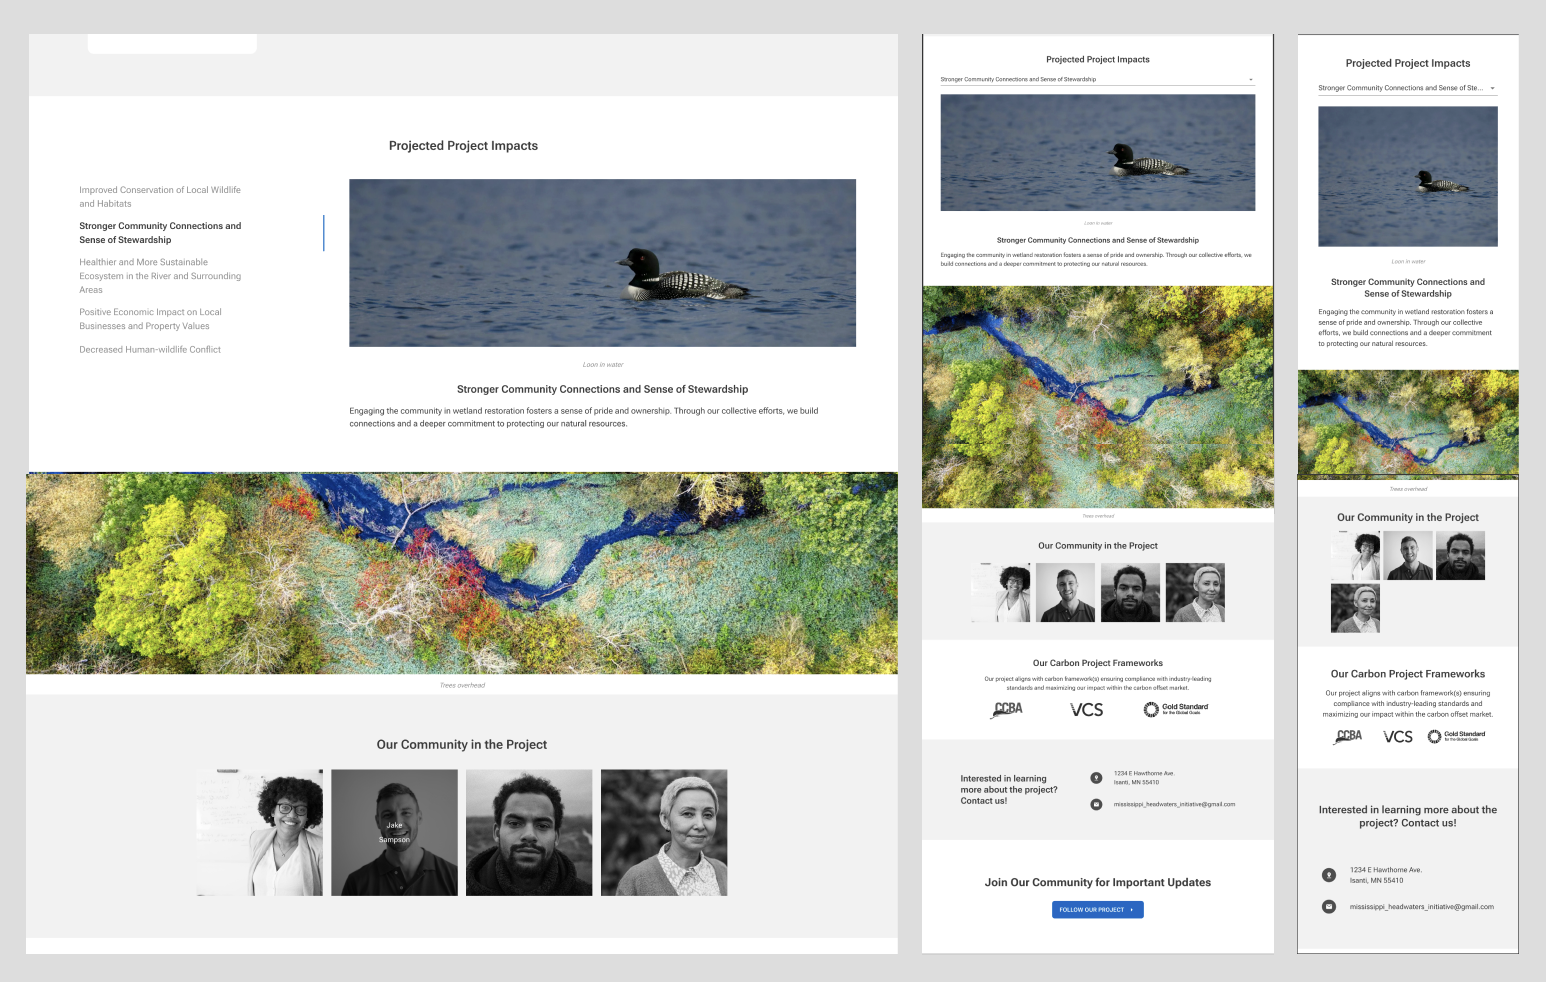 Projected Project Impacts
Improved Conservation of Local Wildlife
and Habitats
Stronger Community Connections and
Sense of Stewardship
Healthier and More Sustainable
Ecosystem in the River and Surrounding
Areas
Positive Economic Impact on Local
Businesses and Property Values
Decreased Human-wildlife Conflict
Loon in water
Stronger Community Connections and Sense of Stewardship
Engaging the community in wetland restoration fosters a sense of pride and ownership. Through our collective efforts, we build
connections and a deeper commitment to protecting our natural resources.
Trees overhead
Our Community in the Project
Jake
Sampson
Projected Project Impacts
Stronger Community Connections and Sense of Stewardship
Loon in water
Stronger Community Connections and Sense of Stewardship
Engaging the community in wetland restoration fosters a sense of pride and ownership. Through our collective efforts, we
build connections and a deeper commitment to protecting our natural resources.
Trees overhead
Our Community in the Project
Our Carbon Project Frameworks
Our project aligns with carbon framework(s) ensuring compliance with industry-leading
standards and maximizing our impact within the carbon offset market.
CCBA
VCS
Gold Standard
for the Global Goals
Interested in learning
more about the project?
Contact us!
1234 E Hawthorne Ave.
Isanti, MN 55410
mississippi_headwaters_initiative@gmail.com
Join Our Community for Important Updates
FOLLOW OUR PROJECT
Projected Project Impacts
Stronger Community Connections and Sense of Ste...
Loon in water
Stronger Community Connections and
Sense of Stewardship
Engaging the community in wetland restoration fosters a
sense of pride and ownership. Through our collective
efforts, we build connections and a deeper commitment
to protecting our natural resources.
Trees overhead
Our Community in the Project
Our Carbon Project Frameworks
Our project aligns with carbon framework(s) ensuring
compliance with industry-leading standards and
maximizing our impact within the carbon offset market.
CCBA
VCS
Gold Standard
for the Global Goals
Interested in learning more about the
project? Contact us!
1234 E Hawthorne Ave.
Isanti, MN 55410
mississippi_headwaters_initiative@gmail.com